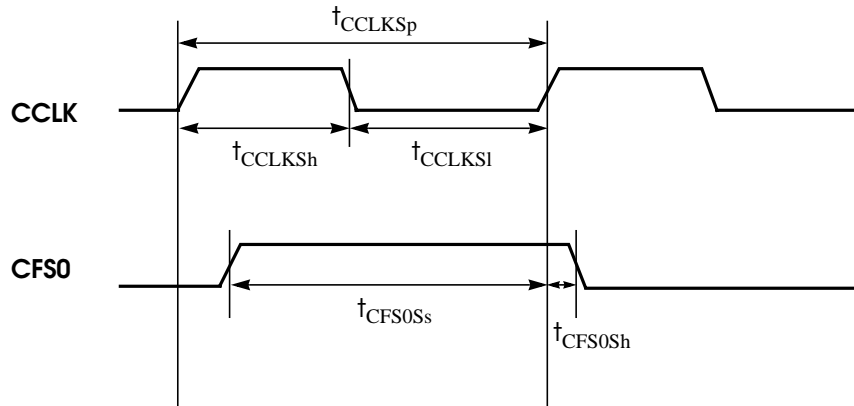 tCCLKSp
CCLK
tCCLKSh
tCCLKSl
CFS0
tCFS0Ss
tCFS0Sh